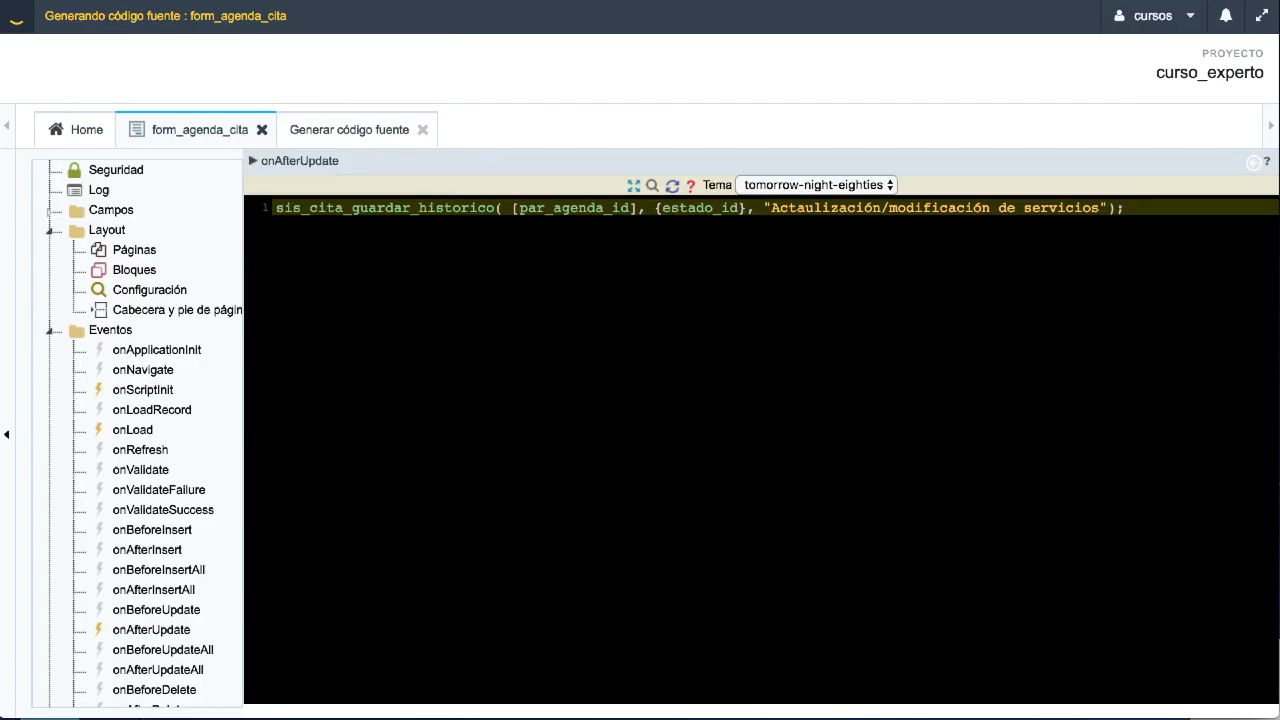 Generando código fuente : form_agenda_cita
cursos
PROYECTO
curso_experto
Home
form_agenda_cita
Generar código fuente
Seguridad
Log
Campos
Layout
Páginas
Bloques
Configuración
Cabecera y pie de págin
Eventos
onApplicationInit
onNavigate
onScriptInit
onLoadRecord
onLoad
onRefresh
onValidate
onValidateFailure
onValidateSuccess
onBeforeInsert
onAfterInsert
onBeforeInsertAll
onAfterInsertAll
onBeforeUpdate
onAfterUpdate
onBeforeUpdateAll
onAfterUpdateAll
onBeforeDelete
onAfterUpdate
?
? Tema tomorrow-night-eighties
1 sis_cita_guardar_historico( [par_agenda_id], {estado_id}, "Actaulización/modificación de servicios");